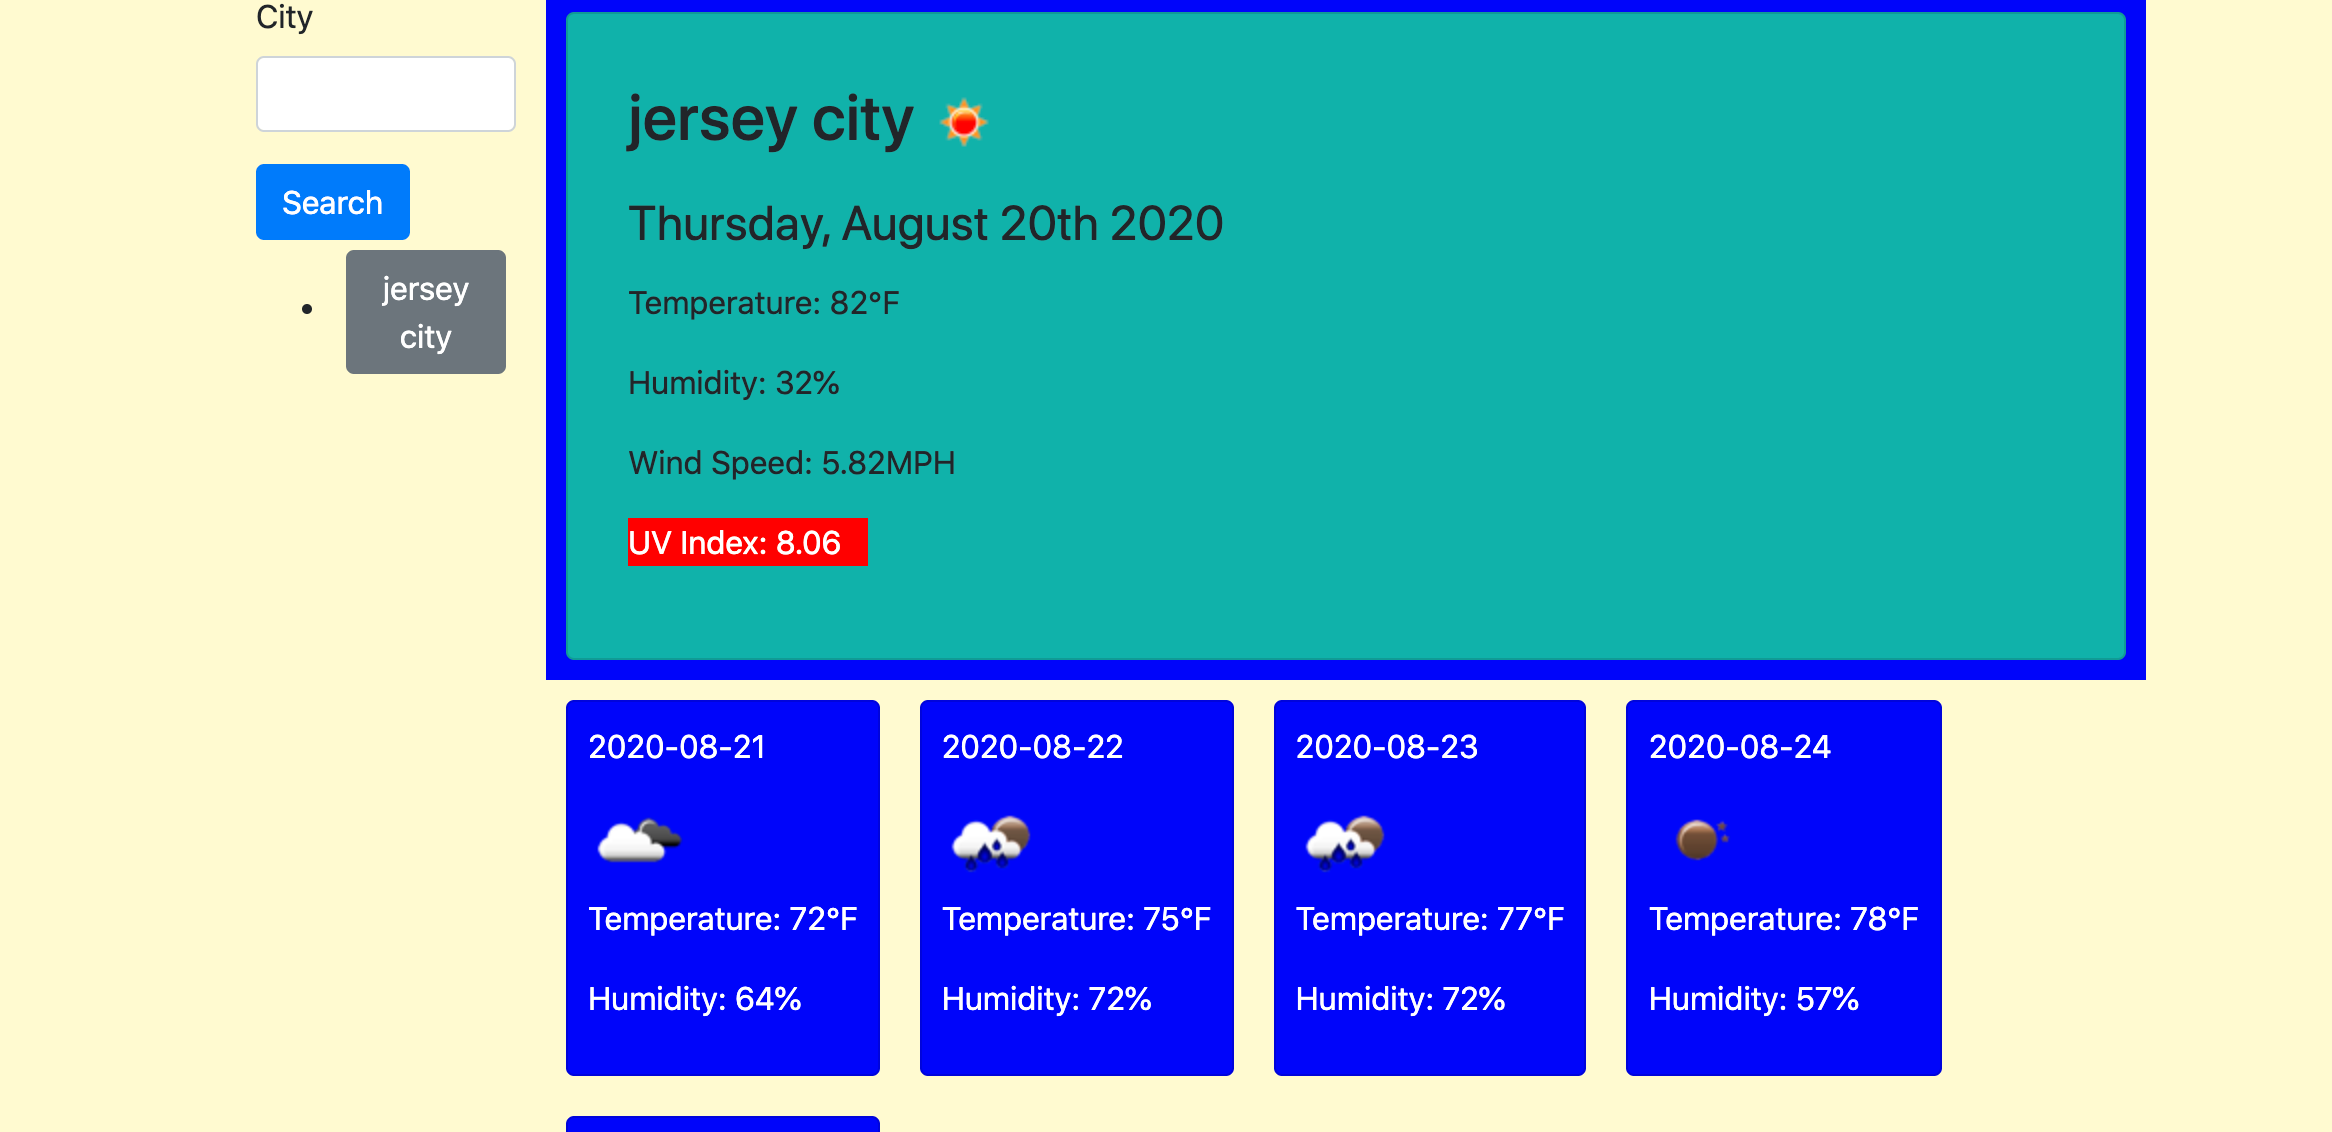 City
Search
jersey
city
jersey city
Thursday, August 20th 2020
Temperature: 82°F
Humidity: 32%
Wind Speed: 5.82MPH
UV Index: 8.06
2020-08-21
Temperature: 72°F
Humidity: 64%
2020-08-22
Temperature: 75°F
Humidity: 72%
2020-08-23
Temperature: 77°F
Humidity: 72%
2020-08-24
Temperature: 78°F
Humidity: 57%